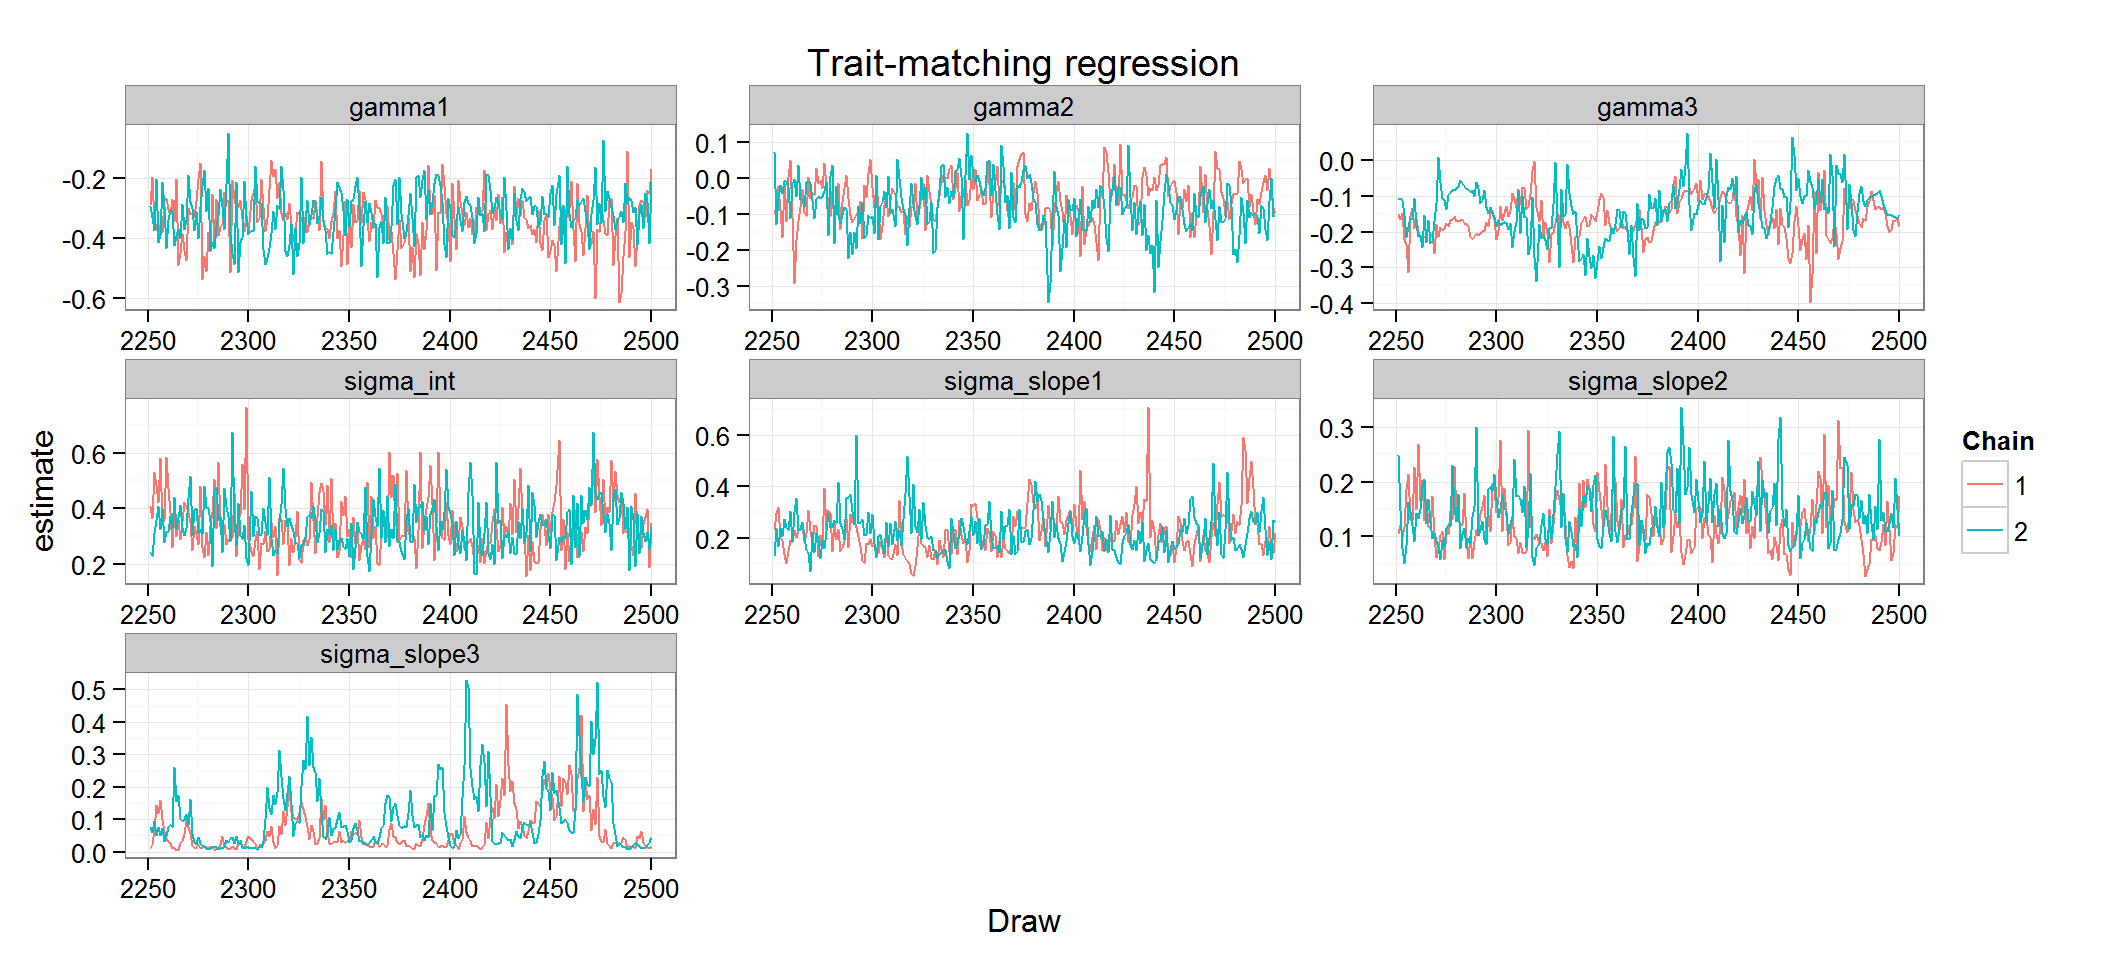 Trait-matching regression
gamma1 gamma2 gamma3
-0.2
-0.4
-0.6
0.1
0.0
-0.1
-0.2
-0.3
0.0
-0.1
-0.2
-0.3
-0.4
2250 2300 2350 2400 2450 2500
2250 2300 2350 2400 2450 2500
2250 2300 2350 2400 2450 2500
sigma_int sigma_slope1 sigma_slope2
estimate
0.6
0.4
0.2
0.6
0.4
0.2
0.3
0.2
0.1
2250 2300 2350 2400 2450 2500
2250 2300 2350 2400 2450 2500
2250 2300 2350 2400 2450 2500
Chain
1
2
sigma_slope3
0.5
0.4
0.3
0.2
0.1
0.0
2250 2300 2350 2400 2450 2500
Draw